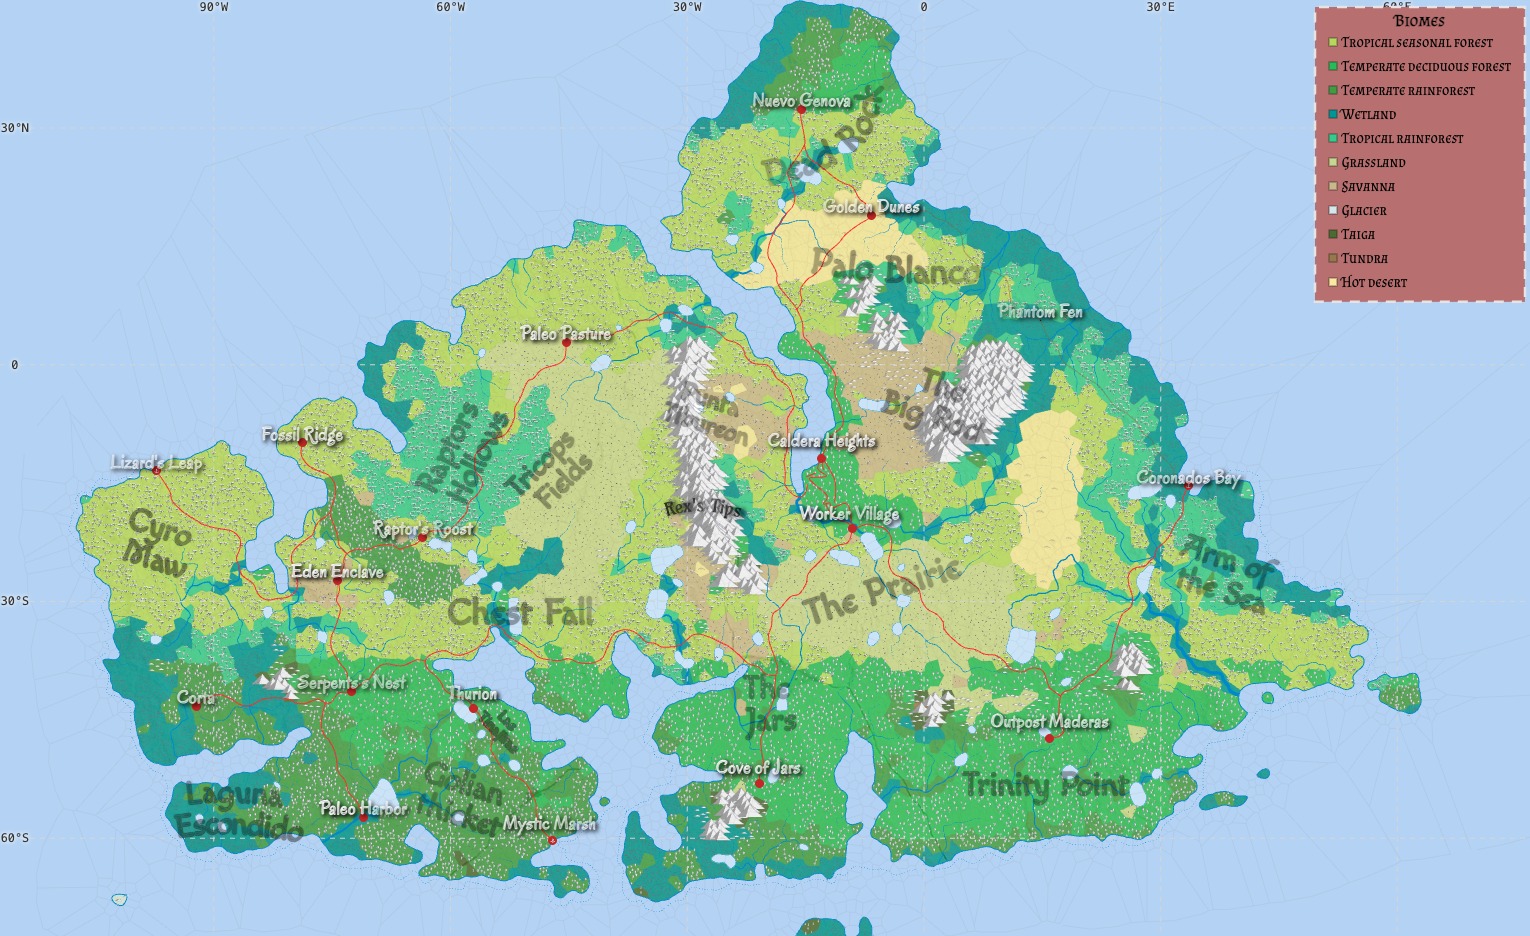 90°W
60°W
30°W
0
30°E
60°E
Biomes
Tropical seasonal forest
Temperate deciduous forest
Temperate rainforest
Wetland
Tropical rainforest
Grassland
Savanna
Glacier
Taiga
Tundra
Hot desert
Nuevo Genova
30°N
Dead Rock
Golden Dunes
Palo Blanco
Phantom Fen
Paleo Pasture
0
The
Big Rock
Raptors
Hollows
Tricops
Fields
Fossil Ridge
Lizard's Leap
Caldera Heights
Coronados Bay
Rex's Tips
Worker Village
Cyro
Maw
Raptor's Roost
Eden Enclave
Arm of
the Sea
30°S
Chest Fall
The Prairie
Serpents's Nest
Corta
Thurion
The
Jars
Outpost Maderas
Cove of Jars
Trinity Point
Laguna
Escondido
Paleo Harbor
Thicket
Mystic Marsh
60°S